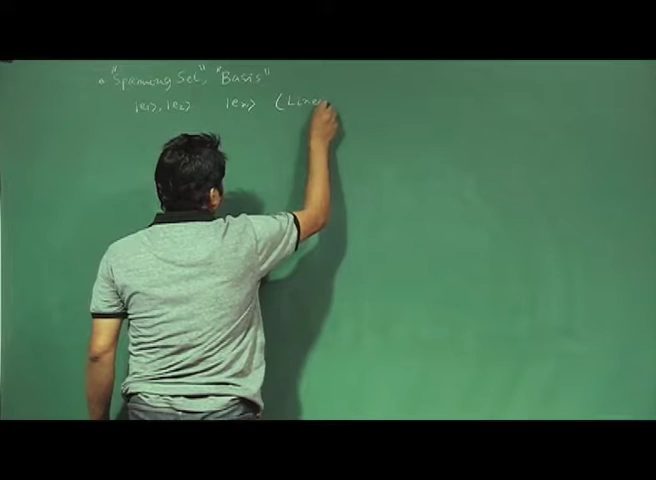 • "Spanning Set", "Basis"
|e₁⟩, |e₂⟩ |eₙ⟩ (Line